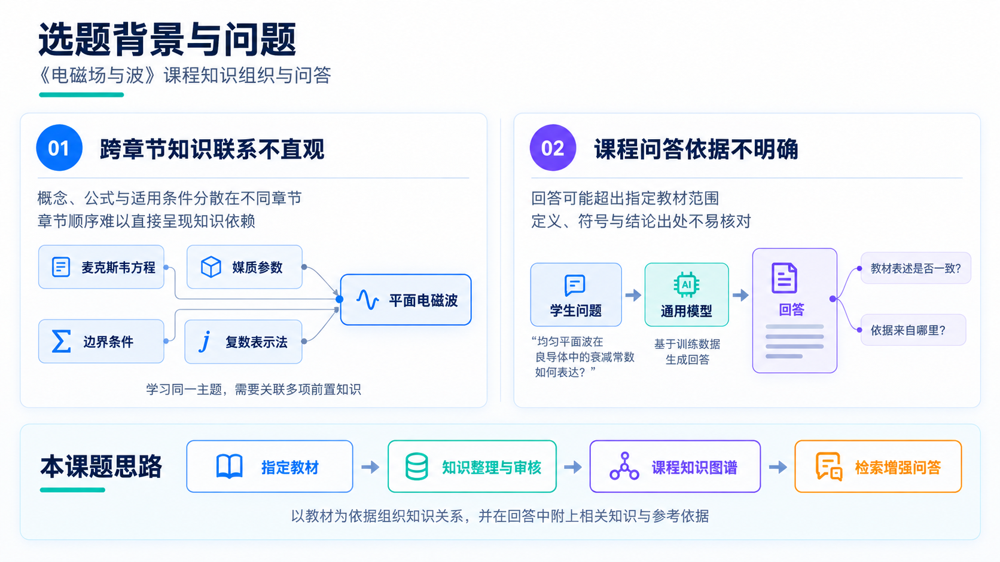 选题背景与问题
《电磁场与波》课程知识组织与问答
01
跨章节知识联系不直观
概念、公式与适用条件分散在不同章节
章节顺序难以直接呈现知识依赖
麦克斯韦方程
媒质参数
平面电磁波
Σ
边界条件
j
复数表示法
学习同一主题，需要关联多项前置知识
02
课程问答依据不明确
回答可能超出指定教材范围
定义、符号与结论出处不易核对
学生问题
“均匀平面波在
良导体中的衰减常数
如何表达？”
AI
通用模型
基于训练数据
生成回答
回答
教材表述是否一致？
依据来自哪里？
本课题思路
指定教材
知识整理与审核
课程知识图谱
检索增强问答
以教材为依据组织知识关系，并在回答中附上相关知识与参考依据